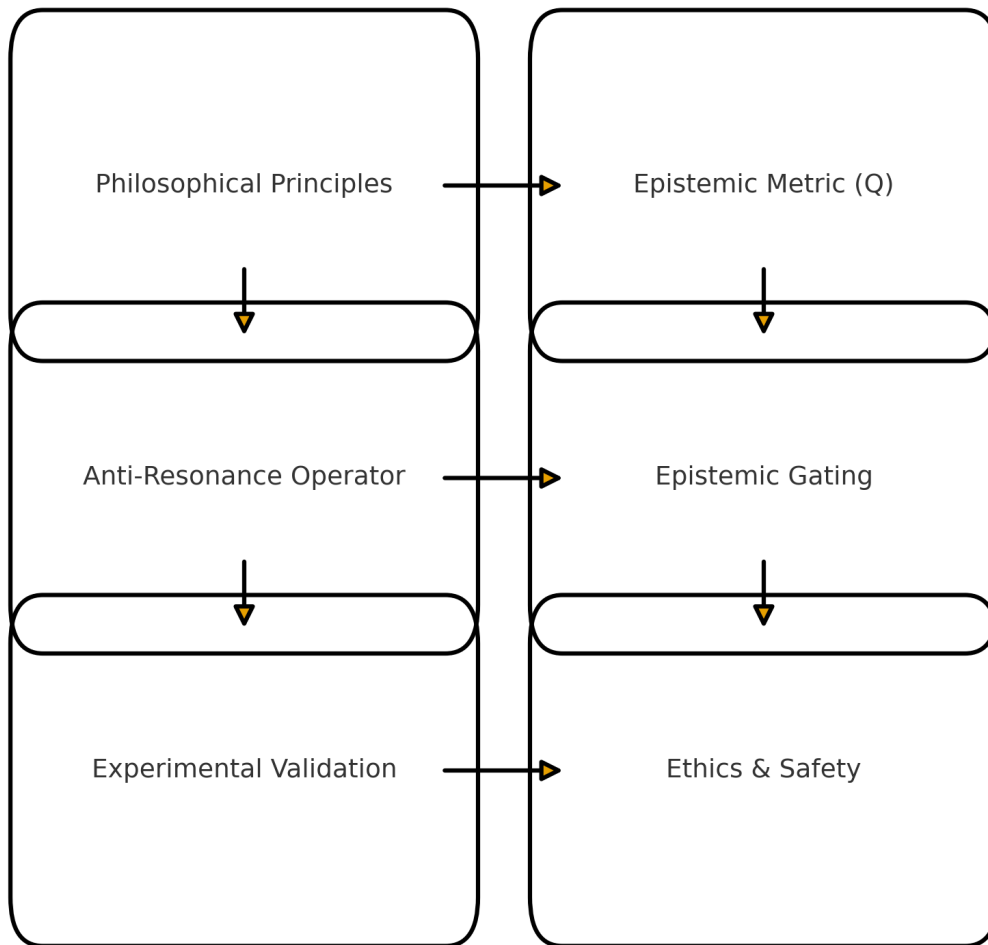 Philosophical Principles
Epistemic Metric (Q)
Anti-Resonance Operator
Epistemic Gating
Experimental Validation
Ethics & Safety